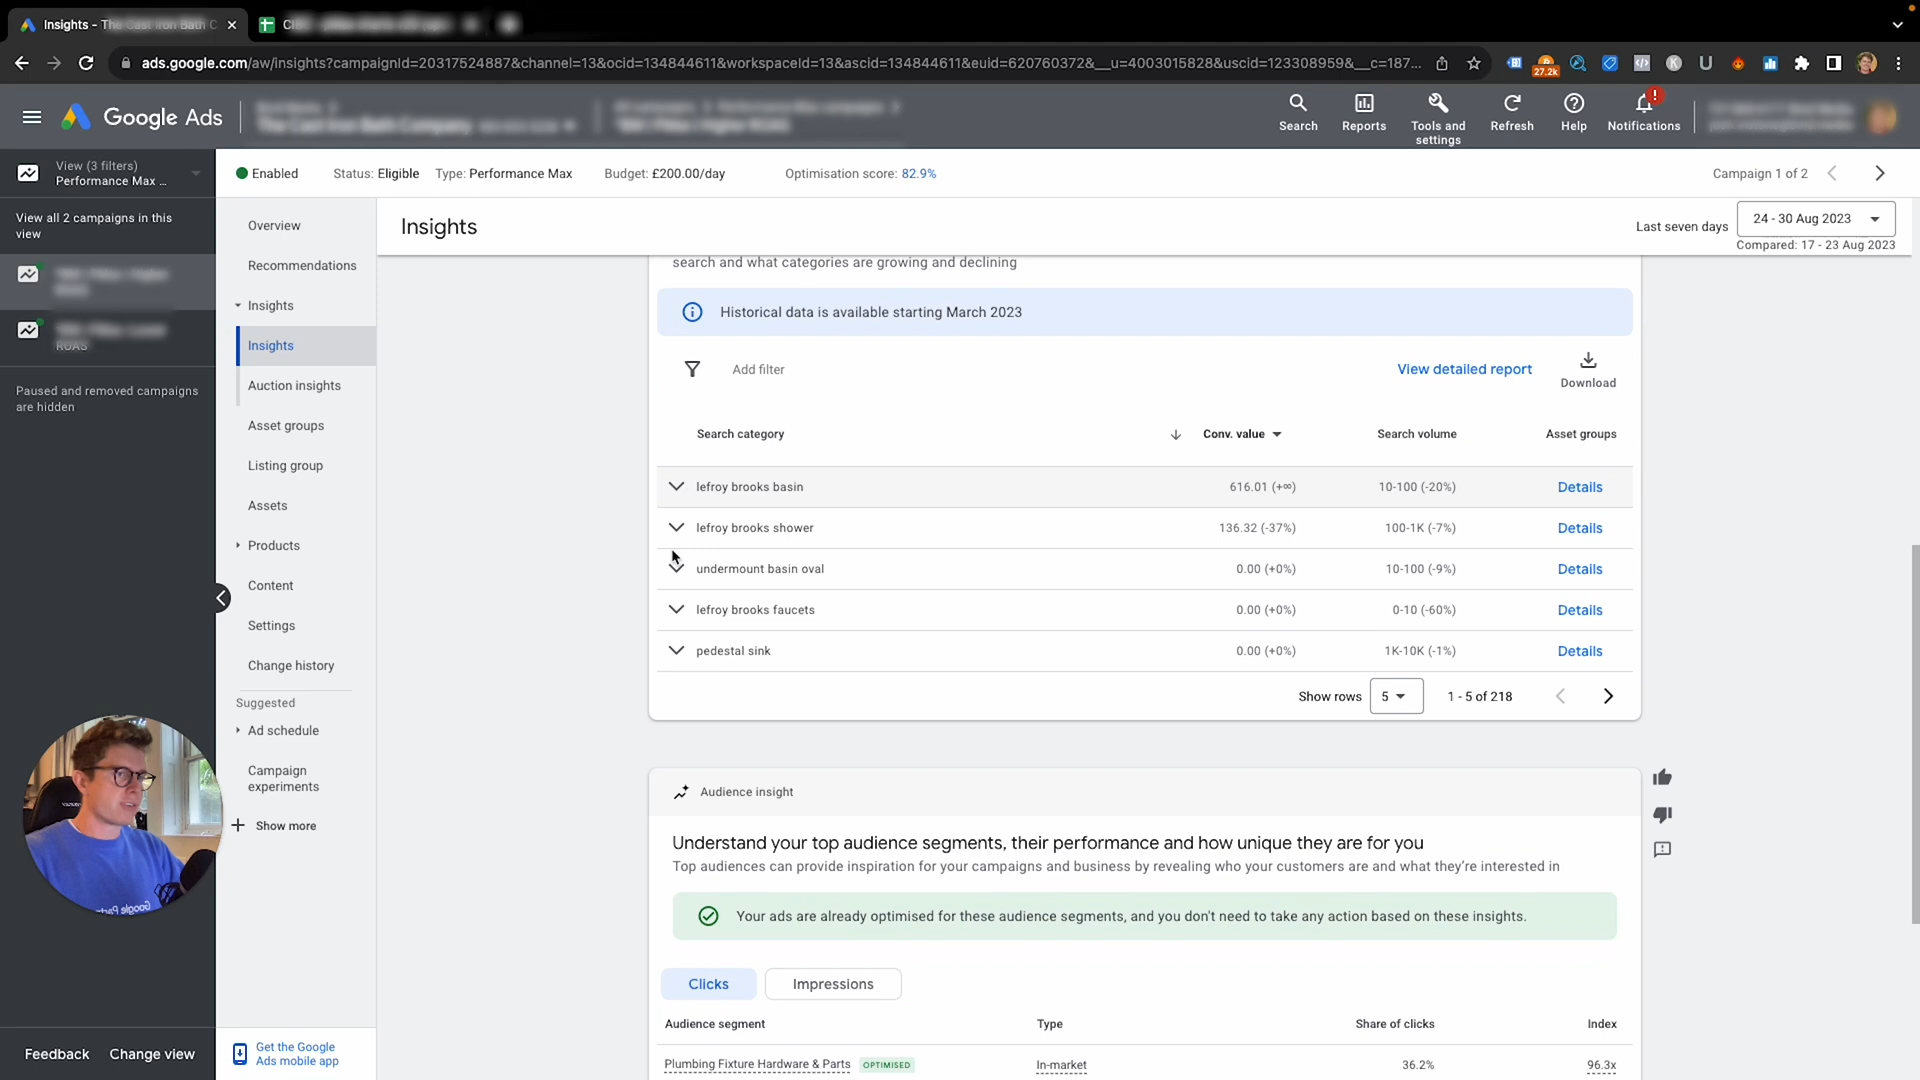 Insights - The Cast Iron Bath C
ads.google.com/aw/insights?campaignId=20317524887&channel=13&ocid=134844611&workspaceId=13&ascid=134844611&euid=620760372&__u=4003015828&uscid=123308959&__c=187...
27.2k
Google Ads
The Cast Iron Bath Company
Search
Reports
Tools and settings
Refresh
Help
Notifications
View (3 filters)
Performance Max ...
Enabled
Status: Eligible
Type: Performance Max
Budget: £200.00/day
Optimisation score: 82.9%
Campaign 1 of 2
View all 2 campaigns in this view
ROAS
Paused and removed campaigns are hidden
Feedback
Change view
Overview
Recommendations
Insights
Insights
Auction insights
Asset groups
Listing group
Assets
Products
Content
Settings
Change history
Suggested
Ad schedule
Campaign experiments
Show more
Get the Google Ads mobile app
Insights
Last seven days
24 - 30 Aug 2023
Compared: 17 - 23 Aug 2023
search and what categories are growing and declining
Historical data is available starting March 2023
Add filter
View detailed report
Download
Search category
Conv. value
Search volume
Asset groups
lefroy brooks basin
616.01 (+∞)
10-100 (-20%)
Details
lefroy brooks shower
136.32 (-37%)
100-1K (-7%)
Details
undermount basin oval
0.00 (+0%)
10-100 (-9%)
Details
lefroy brooks faucets
0.00 (+0%)
0-10 (-60%)
Details
pedestal sink
0.00 (+0%)
1K-10K (-1%)
Details
Show rows
5
1 - 5 of 218
Audience insight
Understand your top audience segments, their performance and how unique they are for you
Top audiences can provide inspiration for your campaigns and business by revealing who your customers are and what they're interested in
Your ads are already optimised for these audience segments, and you don't need to take any action based on these insights.
Clicks
Impressions
Audience segment
Type
Share of clicks
Index
Plumbing Fixture Hardware & Parts
OPTIMISED
In-market
36.2%
96.3x